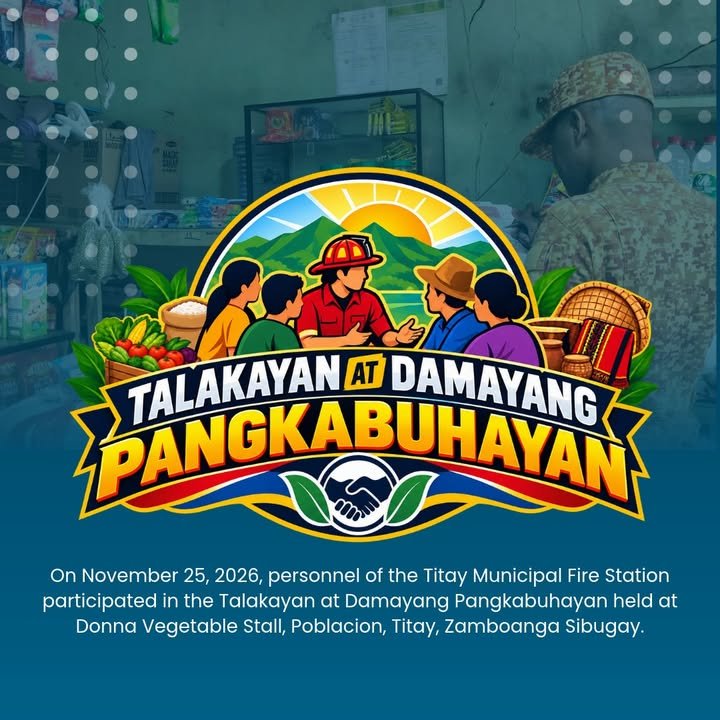 TALAKAYAN AT DAMAYANG
PANGKABUHAYAN
On November 25, 2026, personnel of the Titay Municipal Fire Station
participated in the Talakayan at Damayang Pangkabuhayan held at
Donna Vegetable Stall, Poblacion, Titay, Zamboanga Sibugay.